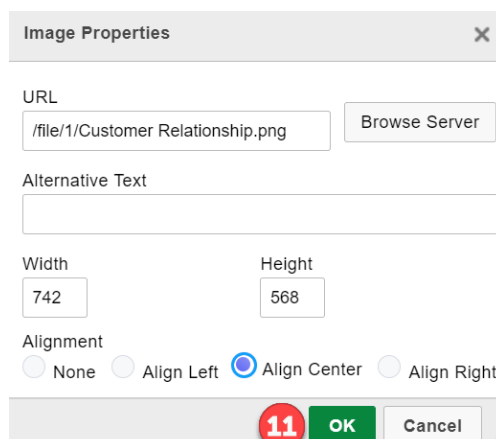 Image Properties
URL
/file/1/Customer Relationship.png
Browse Server
Alternative Text
Width
Height
742
568
Alignment
None Align Left Align Center Align Right
11 OK Cancel